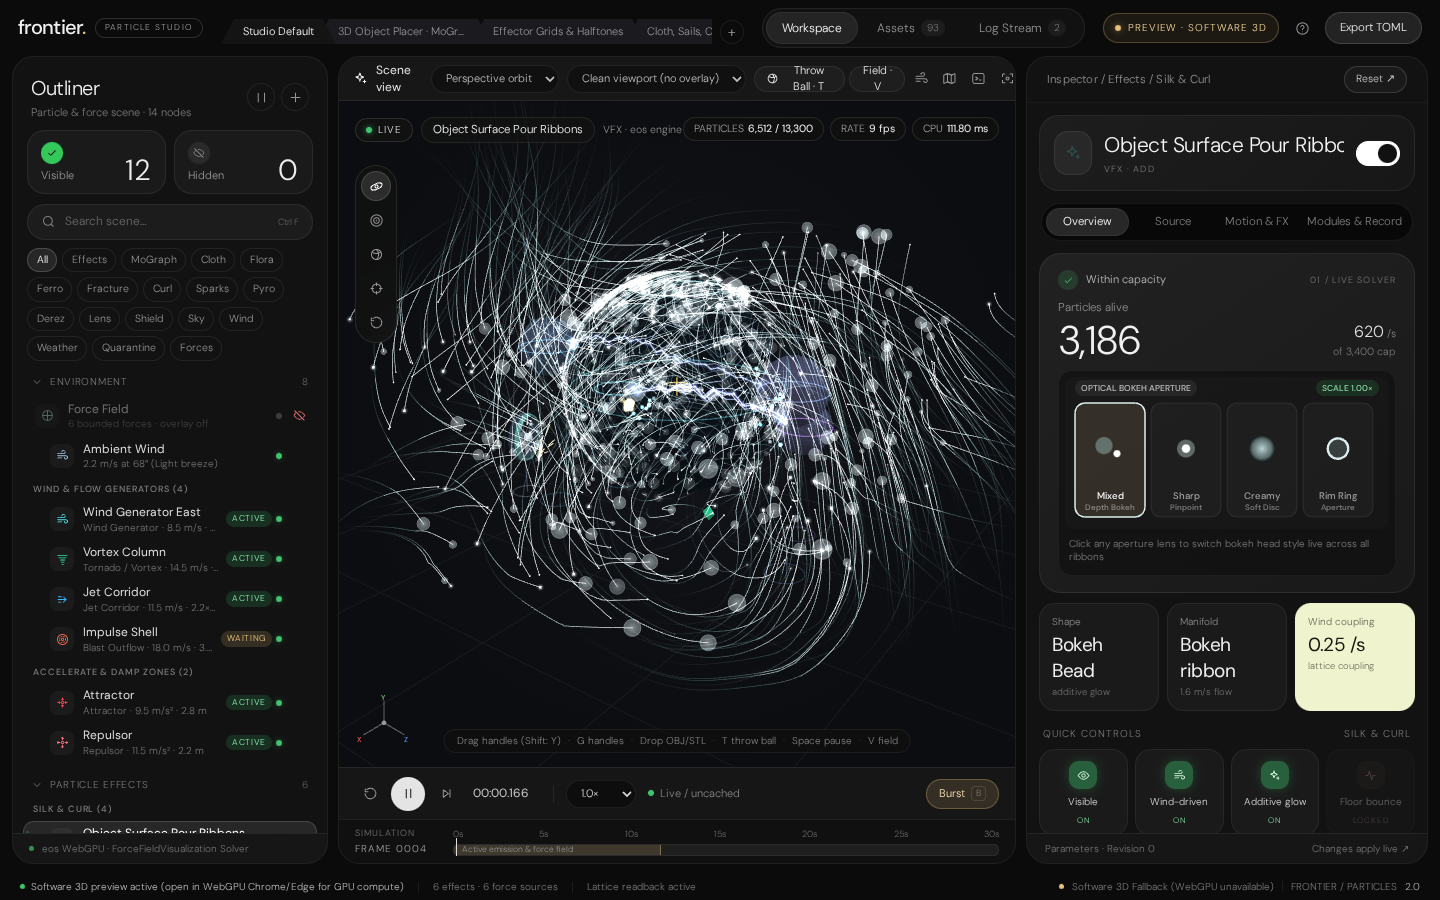 frontier.
PARTICLE STUDIO
Studio Default
3D Object Placer · MoGr...
Effector Grids & Halftones
Cloth, Sails, C
+
Workspace
Assets 93
Log Stream 2
PREVIEW · SOFTWARE 3D
Export TOML
Outliner
Particle & force scene · 14 nodes
Visible 12
Hidden 0
Search scene...
Ctrl F
All
Effects
MoGraph
Cloth
Flora
Ferro
Fracture
Curl
Sparks
Pyro
Derez
Lens
Shield
Sky
Wind
Weather
Quarantine
Forces
ENVIRONMENT 8
Force Field
6 bounded forces · overlay off
Ambient Wind
2.2 m/s at 68° (Light breeze)
WIND & FLOW GENERATORS (4)
Wind Generator East
Wind Generator · 8.5 m/s · ...
ACTIVE
Vortex Column
Tornado / Vortex · 14.5 m/s ·...
ACTIVE
Jet Corridor
Jet Corridor · 11.5 m/s · 2.2×...
ACTIVE
Impulse Shell
Blast Outflow · 18.0 m/s · 3....
WAITING
ACCELERATE & DAMP ZONES (2)
Attractor
Attractor · 9.5 m/s² · 2.8 m
ACTIVE
Repulsor
Repulsor · 11.5 m/s² · 2.2 m
ACTIVE
PARTICLE EFFECTS 6
SILK & CURL (4)
Object Surface Pour Ribbons
eos WebGPU · ForceFieldVisualization Solver
Scene view
Perspective orbit
Clean viewport (no overlay)
Throw Ball · T
Field · V
LIVE
Object Surface Pour Ribbons
VFX · eos engine
PARTICLES 6,512 / 13,300
RATE 9 fps
CPU 111.80 ms
Y
X
Z
Drag handles (Shift: Y) · G handles · Drop OBJ/STL · T throw ball · Space pause · V field
00:00.166
1.0×
Live / uncached
Burst B
SIMULATION
FRAME 0004
0s 5s 10s 15s 20s 25s 30s
Active emission & force field
Inspector / Effects / Silk & Curl
Reset ↗
Object Surface Pour Ribbo
VFX · ADD
Overview
Source
Motion & FX
Modules & Record
Within capacity
01 / LIVE SOLVER
Particles alive
3,186
620 /s
of 3,400 cap
OPTICAL BOKEH APERTURE
SCALE 1.00×
Mixed
Depth Bokeh
Sharp
Pinpoint
Creamy
Soft Disc
Rim Ring
Aperture
Click any aperture lens to switch bokeh head style live across all
ribbons
Shape
Bokeh
Bead
additive glow
Manifold
Bokeh
ribbon
1.6 m/s flow
Wind coupling
0.25 /s
lattice coupling
QUICK CONTROLS
SILK & CURL
Visible
ON
Wind-driven
ON
Additive glow
ON
Floor bounce
LOCKED
Parameters · Revision 0
Changes apply live ↗
Software 3D preview active (open in WebGPU Chrome/Edge for GPU compute)
6 effects · 6 force sources
Lattice readback active
Software 3D Fallback (WebGPU unavailable)
FRONTIER / PARTICLES 2.0